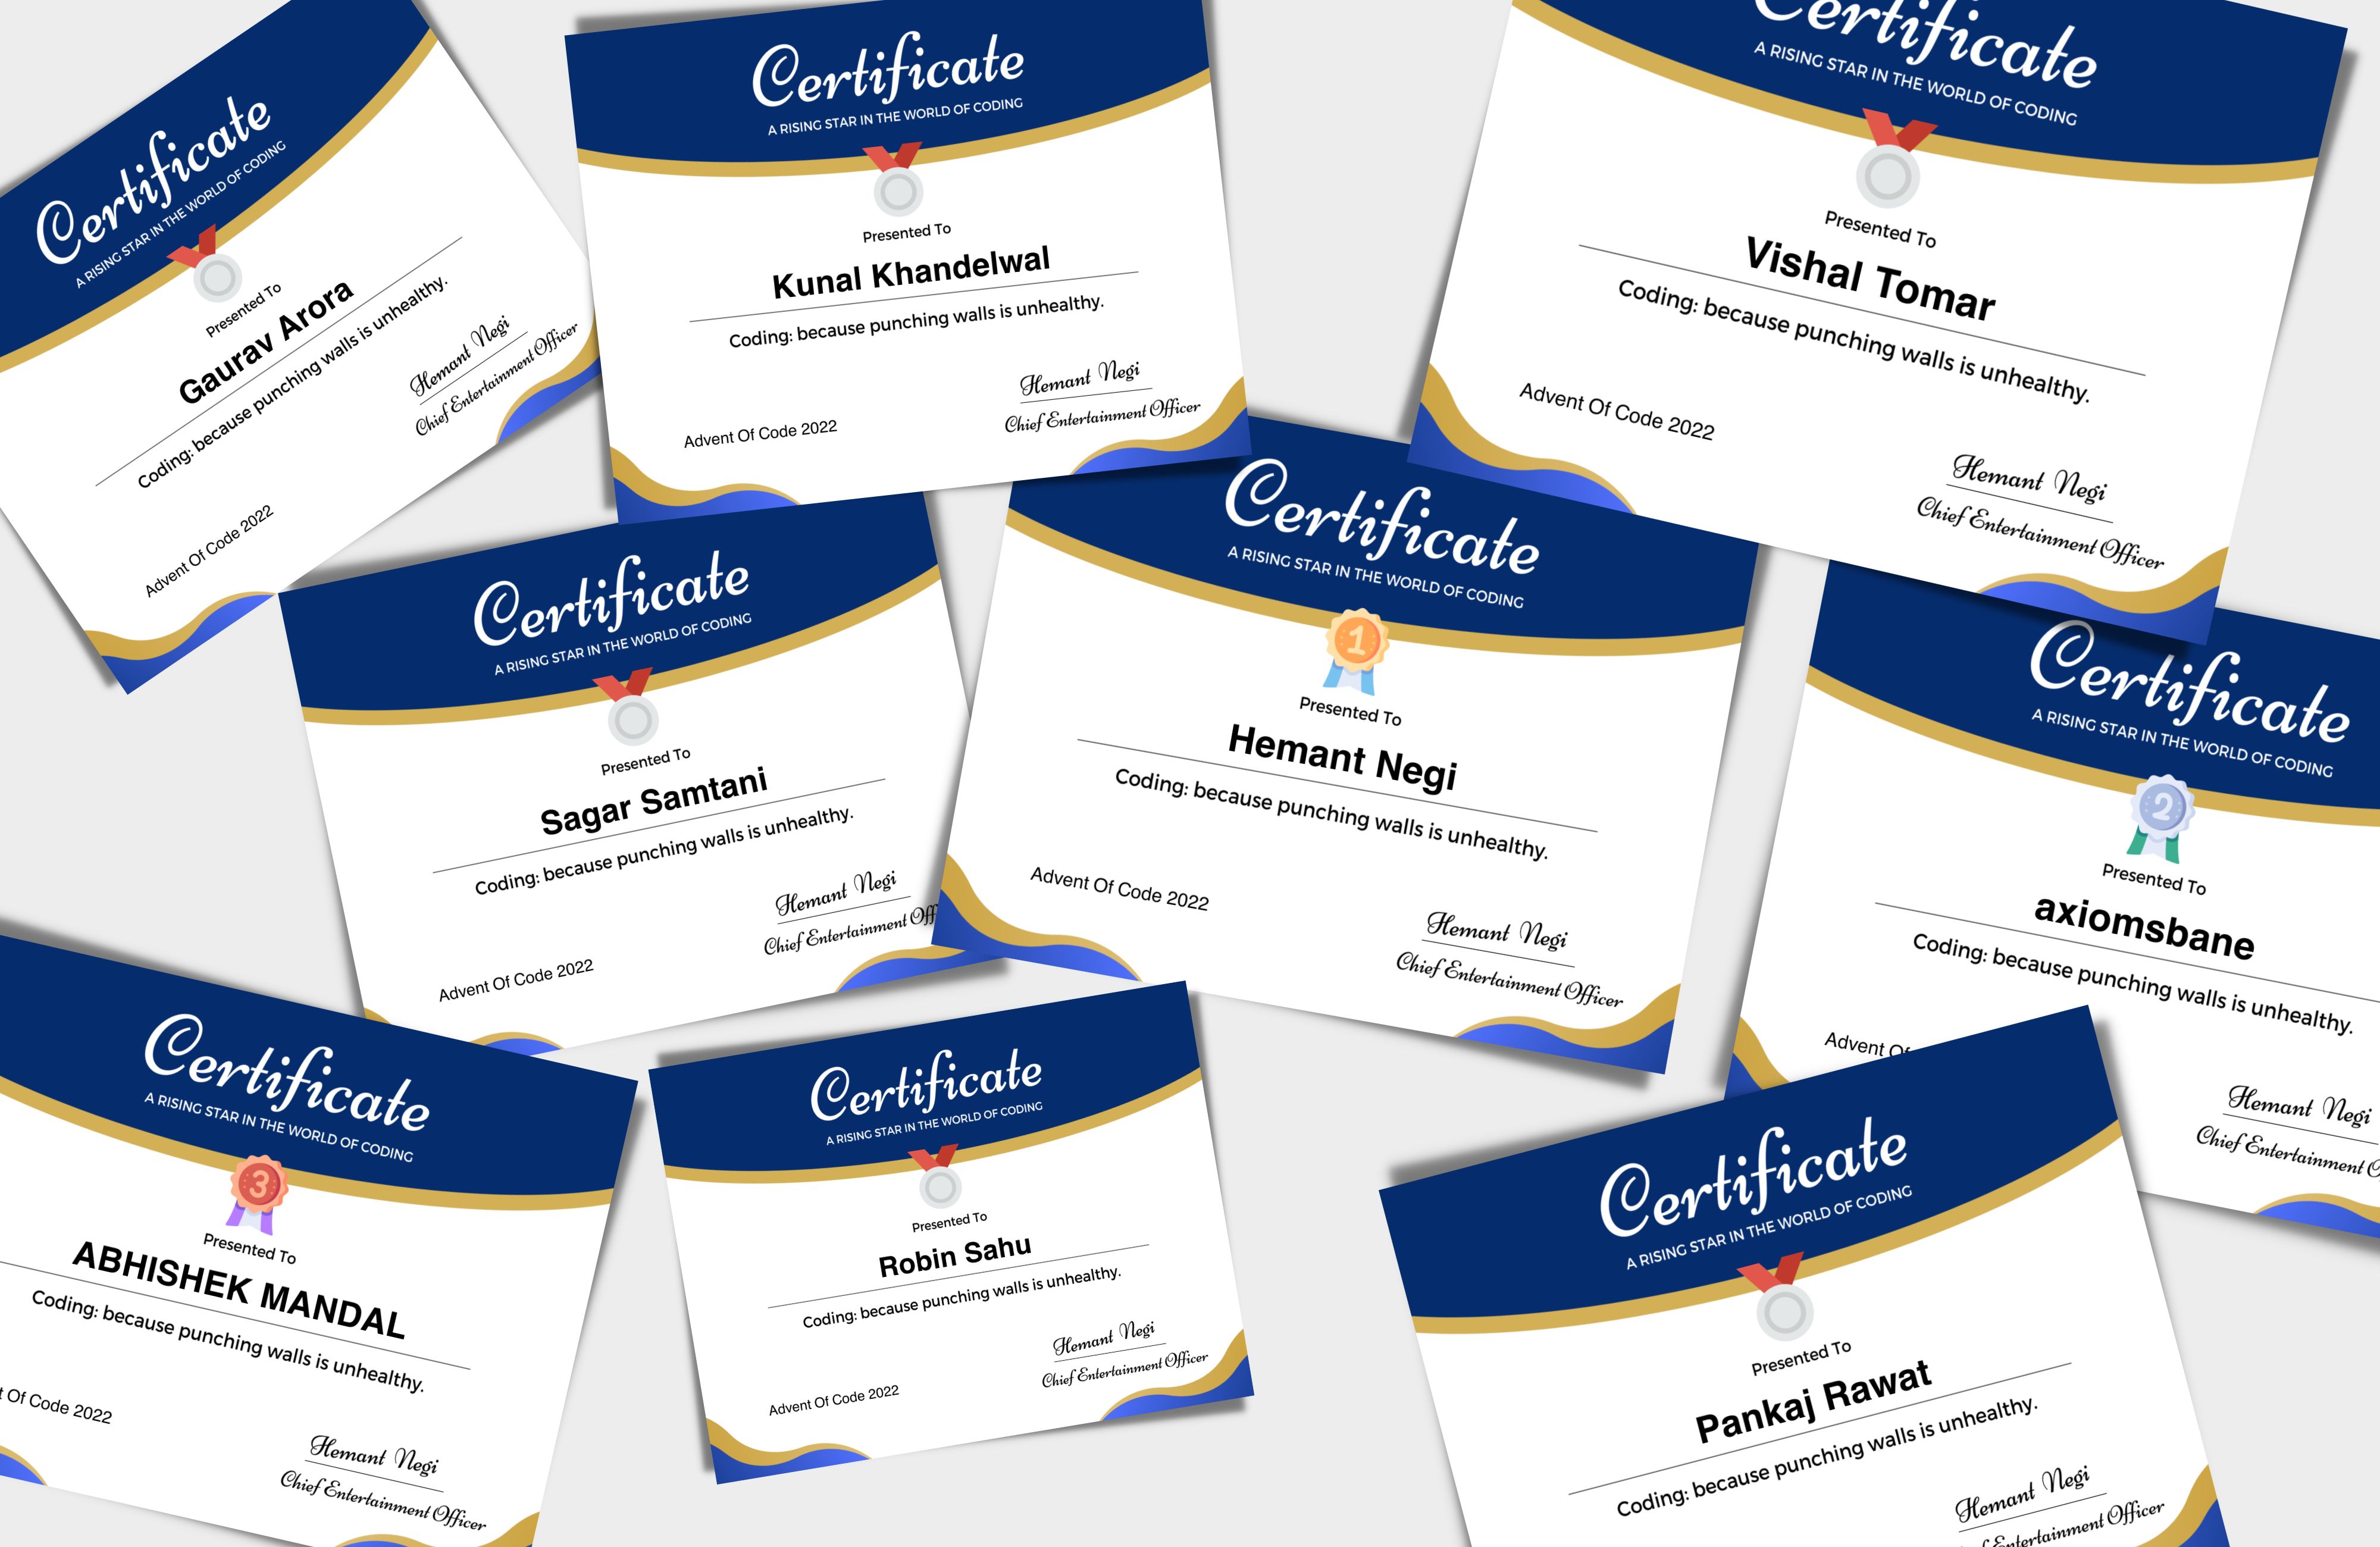 Certificate
A RISING STAR IN THE WORLD OF CODING
Presented To
Gaurav Arora
Coding: because punching walls is unhealthy.
Hemant Negi
Chief Entertainment Officer
Advent Of Code 2022
Certificate
A RISING STAR IN THE WORLD OF CODING
Presented To
Kunal Khandelwal
Coding: because punching walls is unhealthy.
Hemant Negi
Chief Entertainment Officer
Advent Of Code 2022
Certificate
A RISING STAR IN THE WORLD OF CODING
Presented To
Vishal Tomar
Coding: because punching walls is unhealthy.
Advent Of Code 2022
Hemant Negi
Chief Entertainment Officer
Certificate
A RISING STAR IN THE WORLD OF CODING
Presented To
Sagar Samtani
Coding: because punching walls is unhealthy.
Hemant Negi
Chief Entertainment Off
Advent Of Code 2022
Certificate
A RISING STAR IN THE WORLD OF CODING
1
Presented To
Hemant Negi
Coding: because punching walls is unhealthy.
Advent Of Code 2022
Hemant Negi
Chief Entertainment Officer
Certificate
A RISING STAR IN THE WORLD OF CODING
2
Presented To
axiomsbane
Coding: because punching walls is unhealthy.
Advent Of
Hemant Negi
Chief Entertainment O
Certificate
A RISING STAR IN THE WORLD OF CODING
3
Presented To
ABHISHEK MANDAL
Coding: because punching walls is unhealthy.
t Of Code 2022
Hemant Negi
Chief Entertainment Officer
Certificate
A RISING STAR IN THE WORLD OF CODING
Presented To
Robin Sahu
Coding: because punching walls is unhealthy.
Hemant Negi
Chief Entertainment Officer
Advent Of Code 2022
Certificate
A RISING STAR IN THE WORLD OF CODING
Presented To
Pankaj Rawat
Coding: because punching walls is unhealthy.
Hemant Negi
f Entertainment Officer